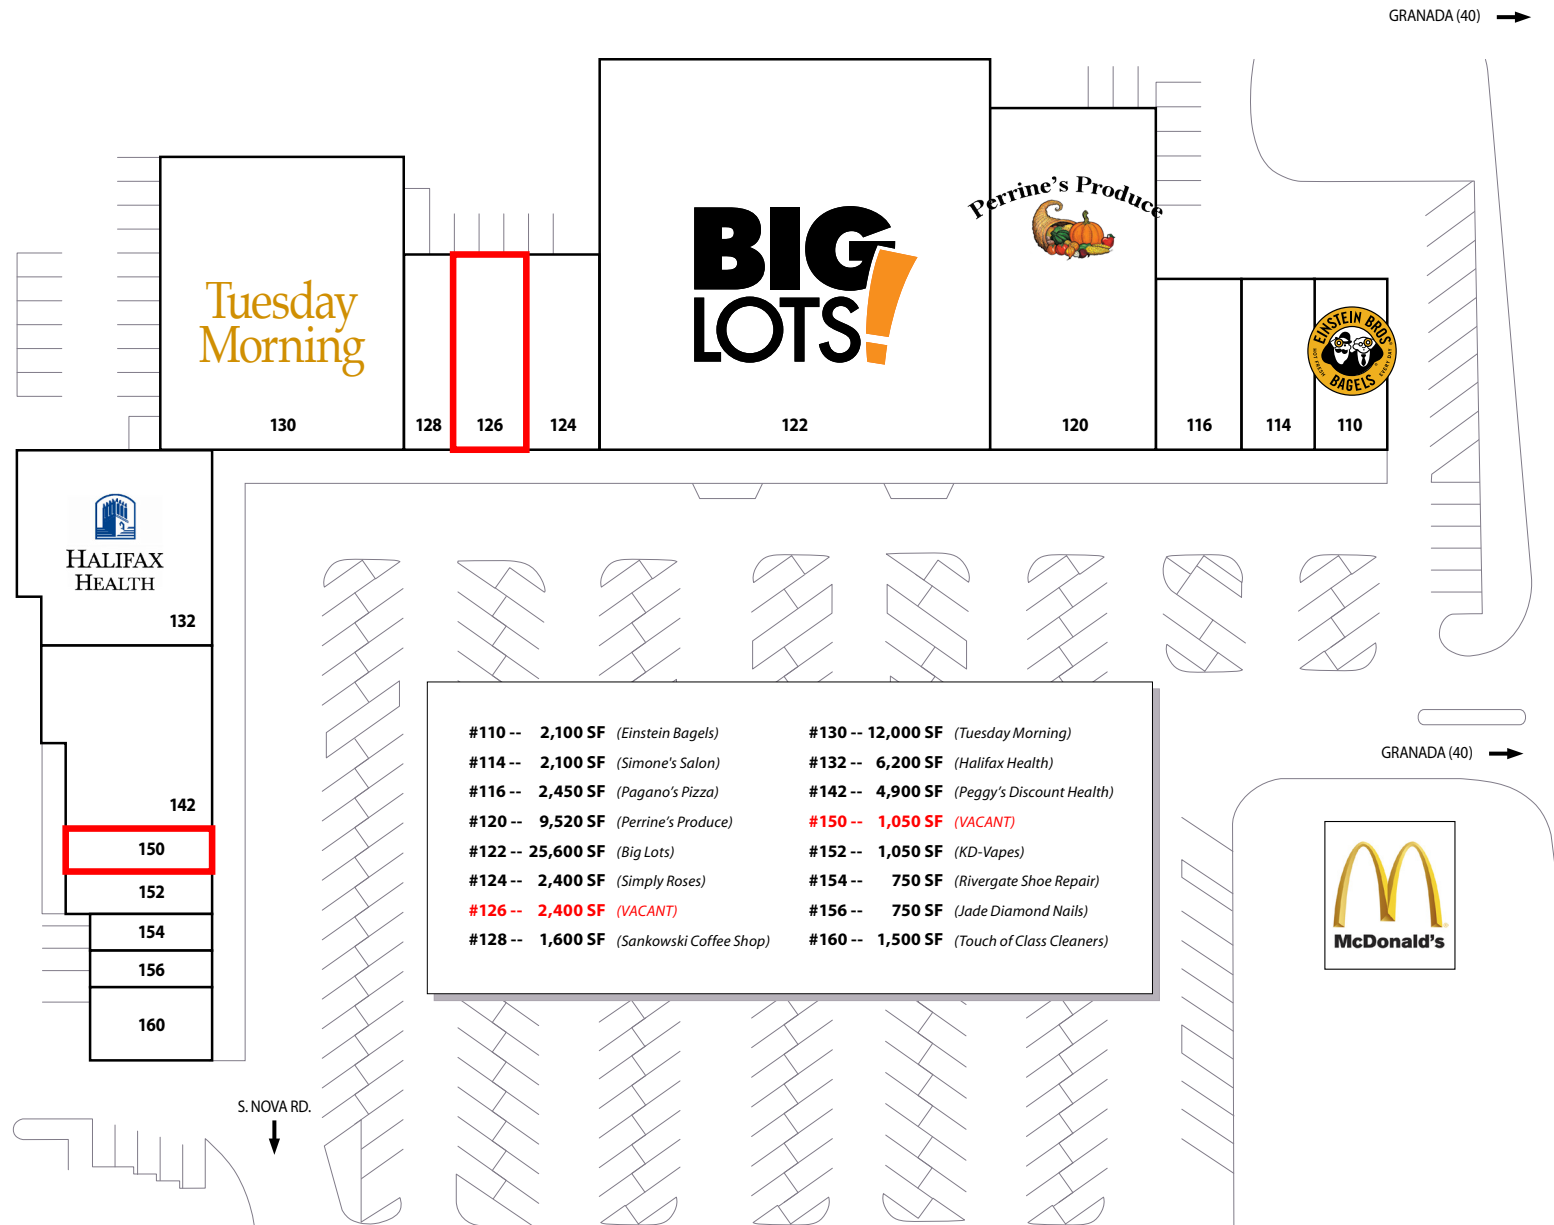 GRANADA (40)
Perrine's Produce
BIG
LOTS!
Tuesday
Morning
EINSTEIN BROS
HOT FRESH
EVERY DAY
BAGELS
130
128
126
124
122
120
116
114
110
HALIFAX
HEALTH
132
142
150
152
154
156
160
#110 -- 2,100 SF (Einstein Bagels)
#114 -- 2,100 SF (Simone's Salon)
#116 -- 2,450 SF (Pagano's Pizza)
#120 -- 9,520 SF (Perrine's Produce)
#122 -- 25,600 SF (Big Lots)
#124 -- 2,400 SF (Simply Roses)
#126 -- 2,400 SF (VACANT)
#128 -- 1,600 SF (Sankowski Coffee Shop)
#130 -- 12,000 SF (Tuesday Morning)
#132 -- 6,200 SF (Halifax Health)
#142 -- 4,900 SF (Peggy's Discount Health)
#150 -- 1,050 SF (VACANT)
#152 -- 1,050 SF (KD-Vapes)
#154 -- 750 SF (Rivergate Shoe Repair)
#156 -- 750 SF (Jade Diamond Nails)
#160 -- 1,500 SF (Touch of Class Cleaners)
GRANADA (40)
McDonald's
S. NOVA RD.